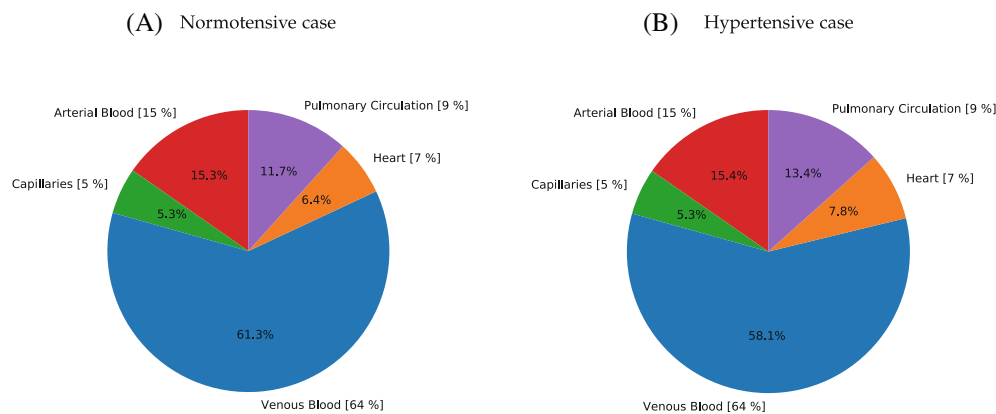 (A) Normotensive case
Arterial Blood [15 %]
Pulmonary Circulation [9 %]
Heart [7 %]
Capillaries [5 %]
15.3%
11.7%
6.4%
5.3%
61.3%
Venous Blood [64 %]
(B) Hypertensive case
Arterial Blood [15 %]
Pulmonary Circulation [9 %]
Heart [7 %]
Capillaries [5 %]
15.4%
13.4%
7.8%
5.3%
58.1%
Venous Blood [64 %]